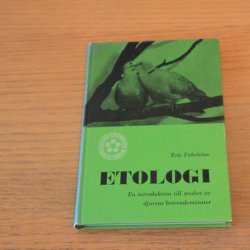 Eric Fabricius
ETOLOGI
En introduktion till studiet av
djurens beteendemönster